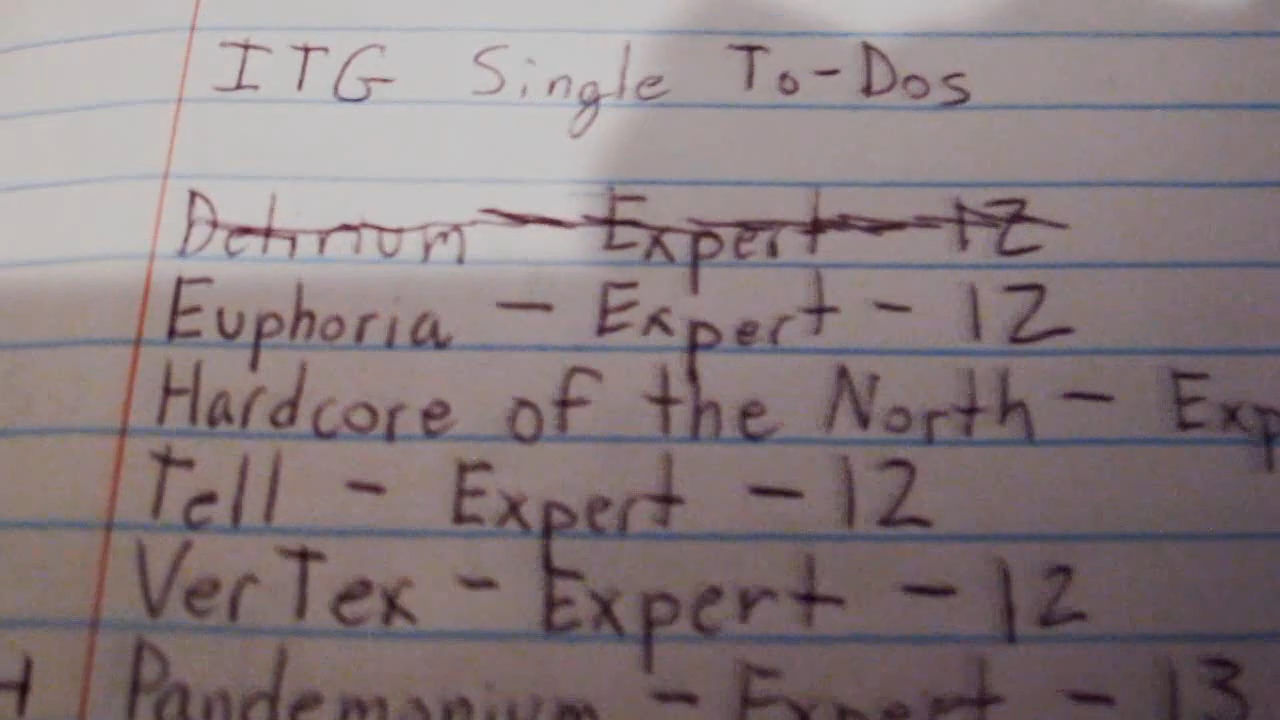 ITG Single To-Dos
Delirium - Expert - 12
Euphoria - Expert - 12
Hardcore of the North - Exp
Tell - Expert - 12
VerTex - Expert - 12
Pandemonium - Expert - 13